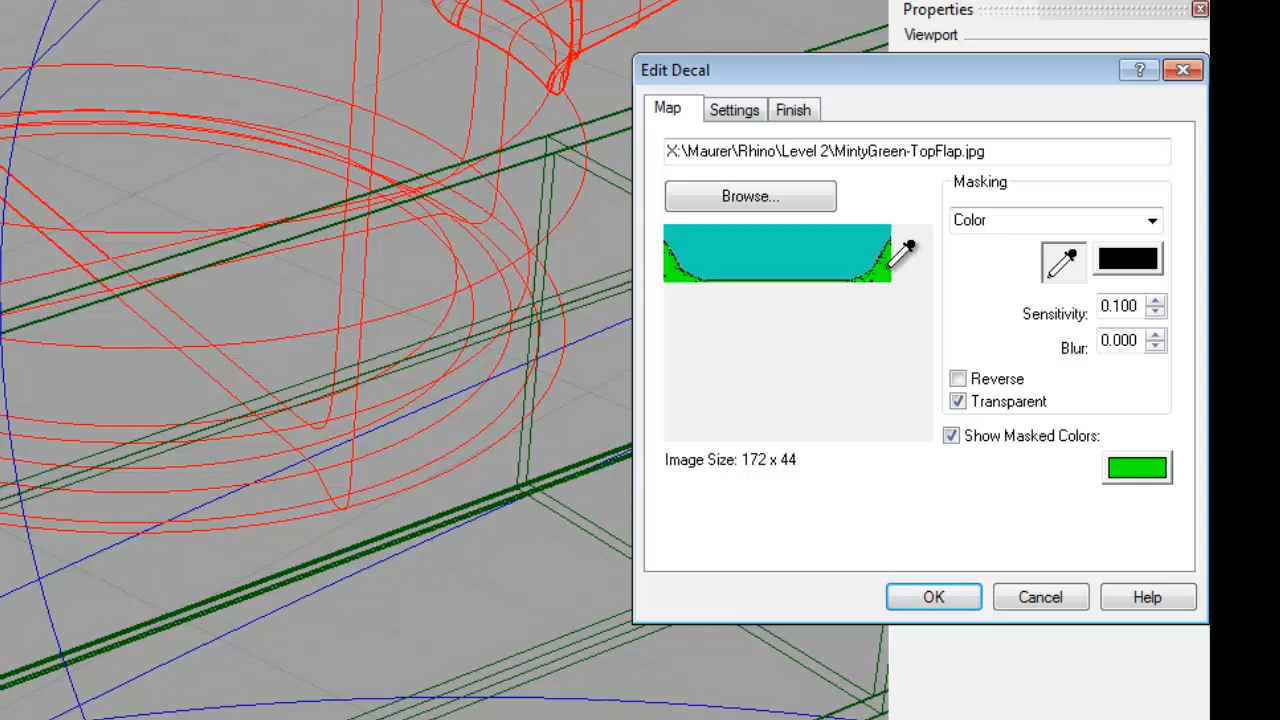 Properties
Viewport
Edit Decal
?
Map Settings Finish
X:\Maurer\Rhino\Level 2\MintyGreen-TopFlap.jpg
Browse...
Masking
Color
Sensitivity: 0.100
Blur: 0.000
Reverse
Transparent
Show Masked Colors:
Image Size: 172 x 44
OK Cancel Help